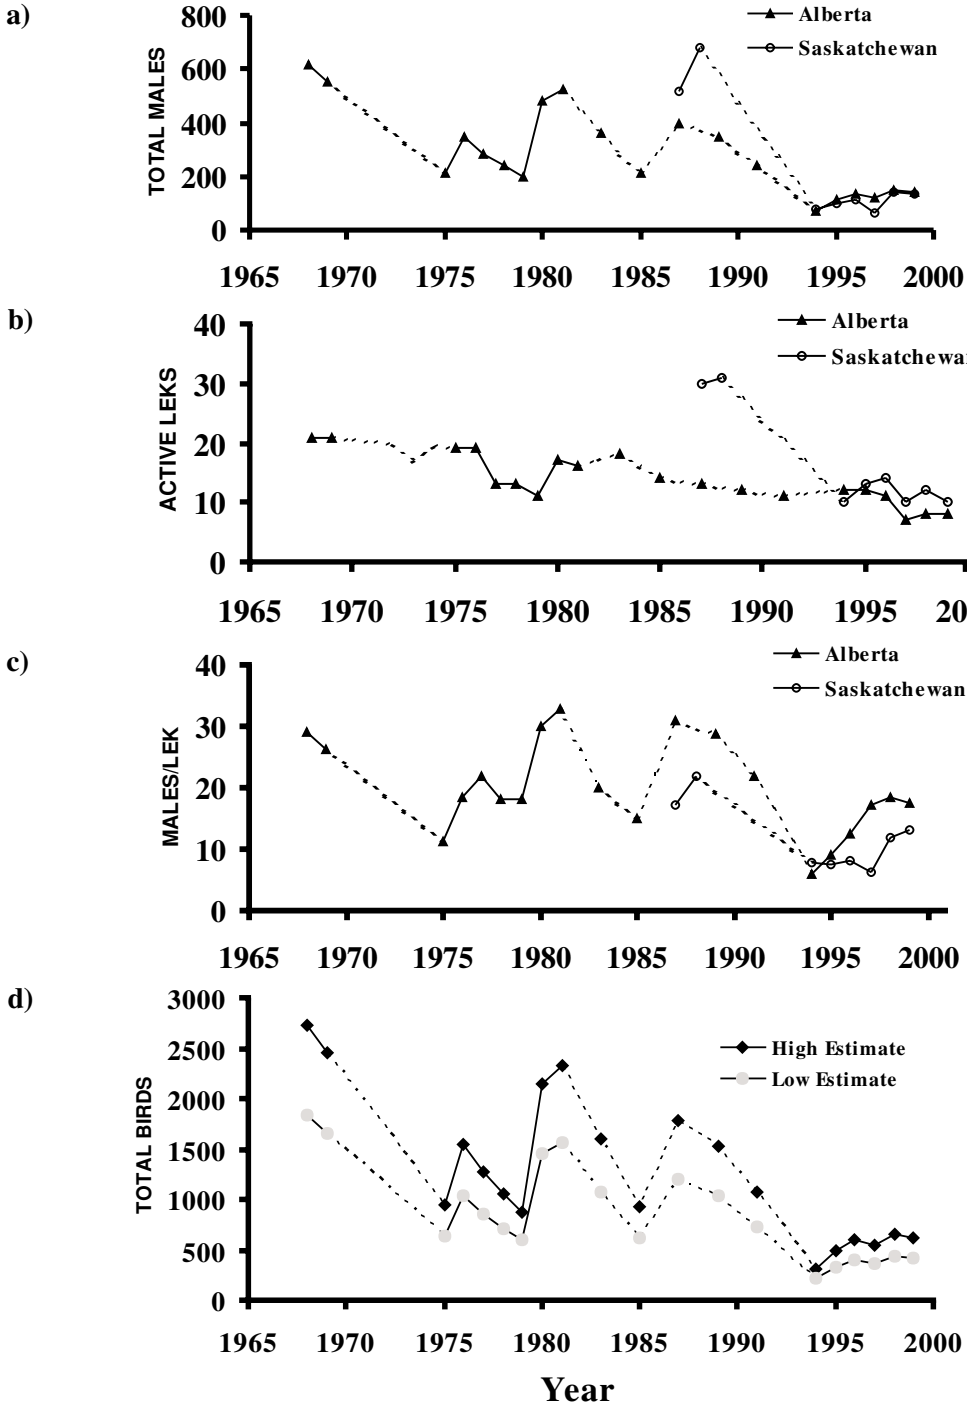 a)
TOTAL MALES
800
600
400
200
0
Alberta
Saskatchewan
1965 1970 1975 1980 1985 1990 1995 2000
b)
ACTIVE LEKS
40
30
20
10
0
Alberta
Saskatchewan
1965 1970 1975 1980 1985 1990 1995 20
c)
MALES/LEK
40
30
20
10
0
Alberta
Saskatchewan
1965 1970 1975 1980 1985 1990 1995 2000
d)
TOTAL BIRDS
3000
2500
2000
1500
1000
500
0
High Estimate
Low Estimate
1965 1970 1975 1980 1985 1990 1995 2000
Year